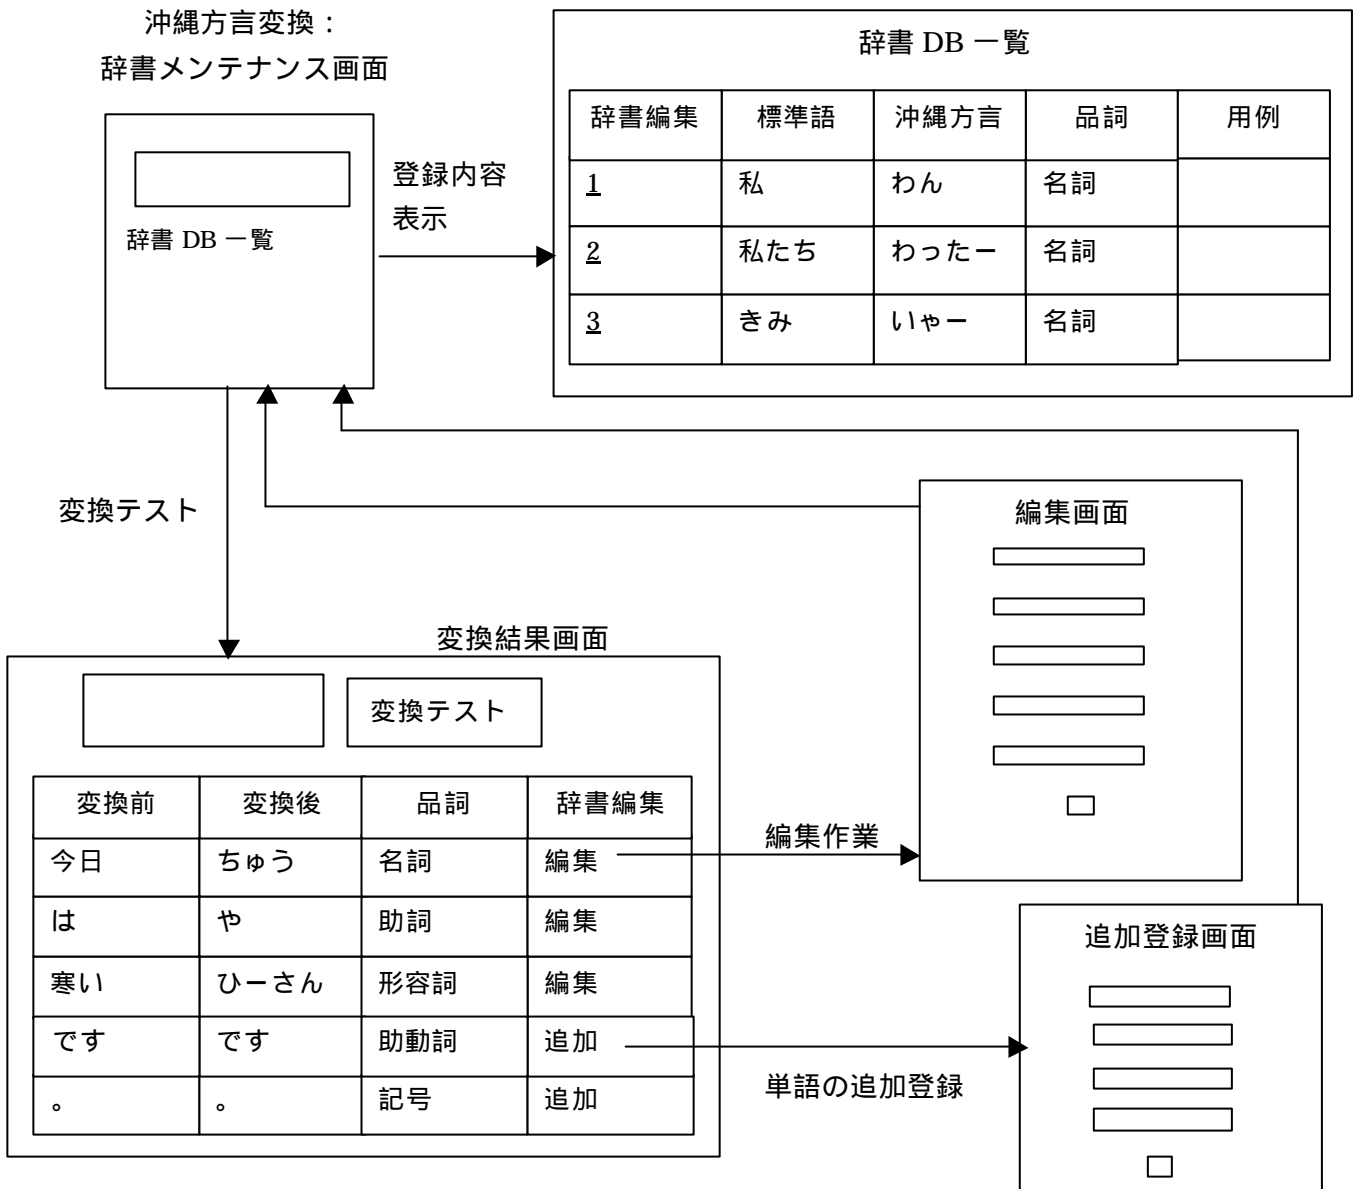 沖縄方言変換：
辞書メンテナンス画面
辞書 DB 一覧
登録内容
表示
辞書 DB 一覧
辞書編集 標準語 沖縄方言 品詞 用例
1 私 わん 名詞
2 私たち わったー 名詞
3 きみ いゃー 名詞
変換テスト
編集画面
変換結果画面
変換テスト
変換前 変換後 品詞 辞書編集
今日 ちゅう 名詞 編集
は や 助詞 編集
寒い ひーさん 形容詞 編集
です です 助動詞 追加
。 。 記号 追加
編集作業
単語の追加登録
追加登録画面